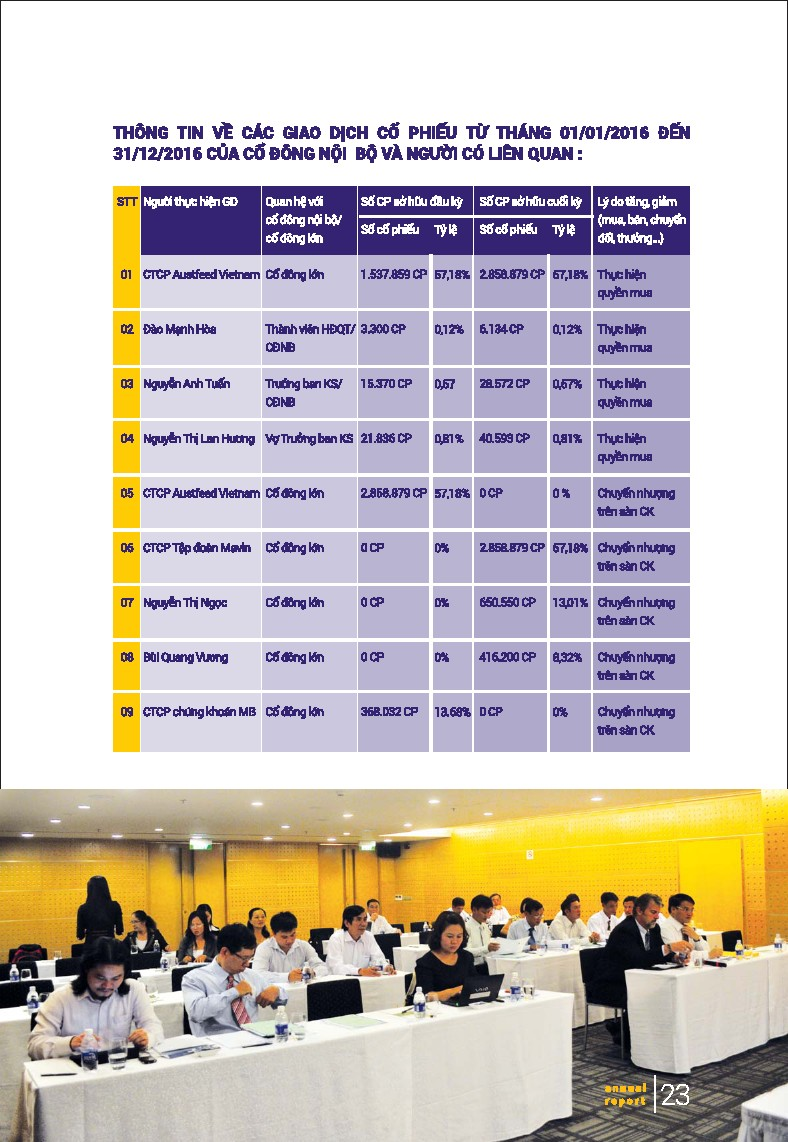 THÔNG TIN VỀ CÁC GIAO DỊCH CỔ PHIẾU TỪ THÁNG 01/01/2016 ĐẾN
31/12/2016 CỦA CỔ ĐÔNG NỘI BỘ VÀ NGƯỜI CÓ LIÊN QUAN :
STT Người thực hiện GD Quan hệ với cổ đông nội bộ/ cổ đông lớn Số CP sở hữu đầu kỳ Số CP sở hữu cuối kỳ Lý do tăng, giảm (mua, bán, chuyển đổi, thưởng...)
Số cổ phiếu Tỷ lệ Số cổ phiếu Tỷ lệ
01 CTCP Austfeed Vietnam Cổ đông lớn 1.537.859 CP 57,18% 2.858.879 CP 57,18% Thực hiện
quyền mua
02 Đào Mạnh Hòa Thành viên HĐQT/ 3.300 CP 0,12% 6.134 CP 0,12% Thực hiện
CĐNB quyền mua
03 Nguyễn Anh Tuấn Trưởng ban KS/ 15.370 CP 0,57 28.572 CP 0,57% Thực hiện
CĐNB quyền mua
04 Nguyễn Thị Lan Hương Vợ Trưởng ban KS 21.836 CP 0,81% 40.593 CP 0,81% Thực hiện
quyền mua
05 CTCP Austfeed Vietnam Cổ đông lớn 2.858.879 CP 57,18% 0 CP 0 % Chuyển nhượng
trên sàn CK
06 CTCP Tập đoàn Mavin Cổ đông lớn 0 CP 0% 2.858.879 CP 57,18% Chuyển nhượng
trên sàn CK
07 Nguyễn Thị Ngọc Cổ đông lớn 0 CP 0% 650.550 CP 13,01% Chuyển nhượng
trên sàn CK
08 Bùi Quang Vương Cổ đông lớn 0 CP 0% 416.200 CP 8,32% Chuyển nhượng
trên sàn CK
09 CTCP chứng khoán MB Cổ đông lớn 368.032 CP 13.68% 0 CP 0% Chuyển nhượng
trên sàn CK
annual
report 23